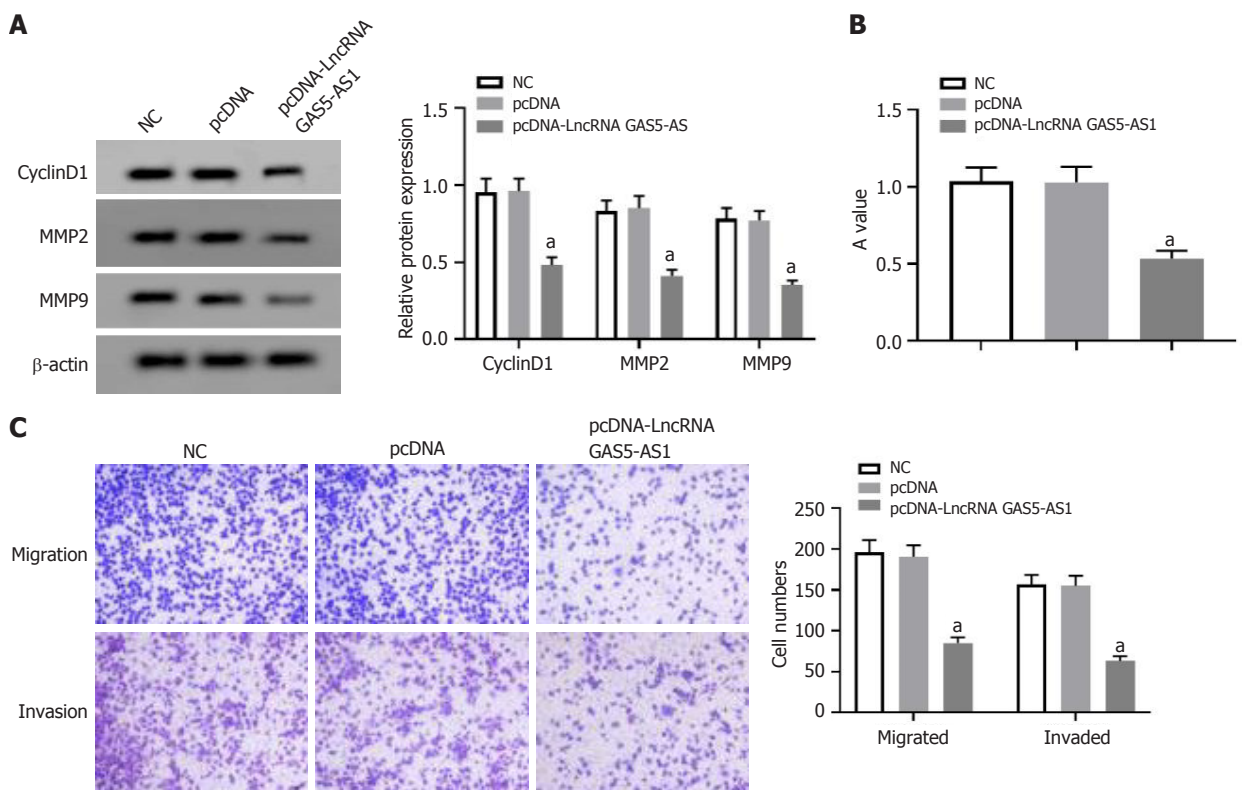 A
NC
pcDNA
pcDNA-LncRNA
GAS5-AS1
CyclinD1
MMP2
MMP9
β-actin
NC
pcDNA
pcDNA-LncRNA GAS5-AS
Relative protein expression
1.5
1.0
0.5
0.0
a
a
a
CyclinD1
MMP2
MMP9
B
NC
pcDNA
pcDNA-LncRNA GAS5-AS1
A value
1.5
1.0
0.5
0.0
a
C
NC
pcDNA
pcDNA-LncRNA
GAS5-AS1
Migration
Invasion
NC
pcDNA
pcDNA-LncRNA GAS5-AS1
Cell numbers
250
200
150
100
50
0
a
a
Migrated
Invaded